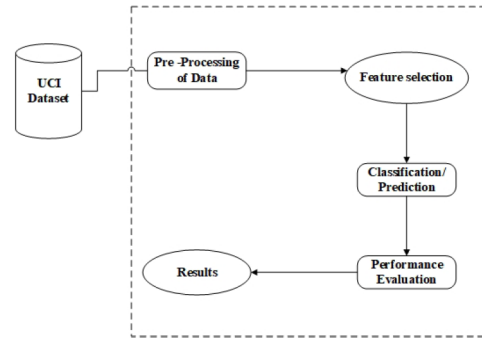 UCI
Dataset
Pre -Processing
of Data
Feature selection
Classification/
Prediction
Performance
Evaluation
Results